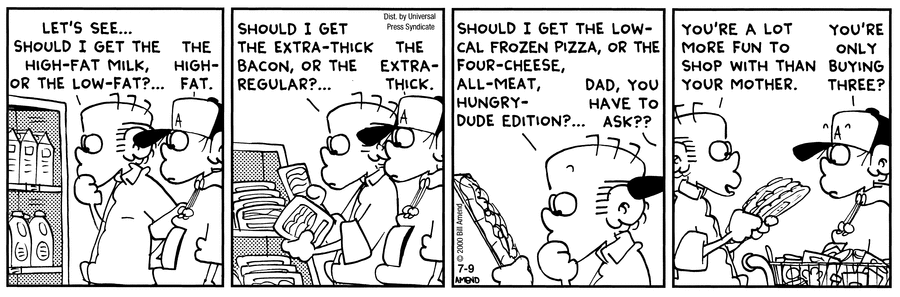 LET'S SEE...
SHOULD I GET THE
HIGH-FAT MILK,
OR THE LOW-FAT?...
THE
HIGH-
FAT.
A
Dist. by Universal
Press Syndicate
SHOULD I GET
THE EXTRA-THICK
BACON, OR THE
REGULAR?...
THE
EXTRA-
THICK.
A
SHOULD I GET THE LOW-
CAL FROZEN PIZZA, OR THE
FOUR-CHEESE,
ALL-MEAT,
HUNGRY-
DUDE EDITION?...
DAD, YOU
HAVE TO
ASK??
© 2000 Bill Amend
7-9
AMEND
YOU'RE A LOT
MORE FUN TO
SHOP WITH THAN
YOUR MOTHER.
YOU'RE
ONLY
BUYING
THREE?
A